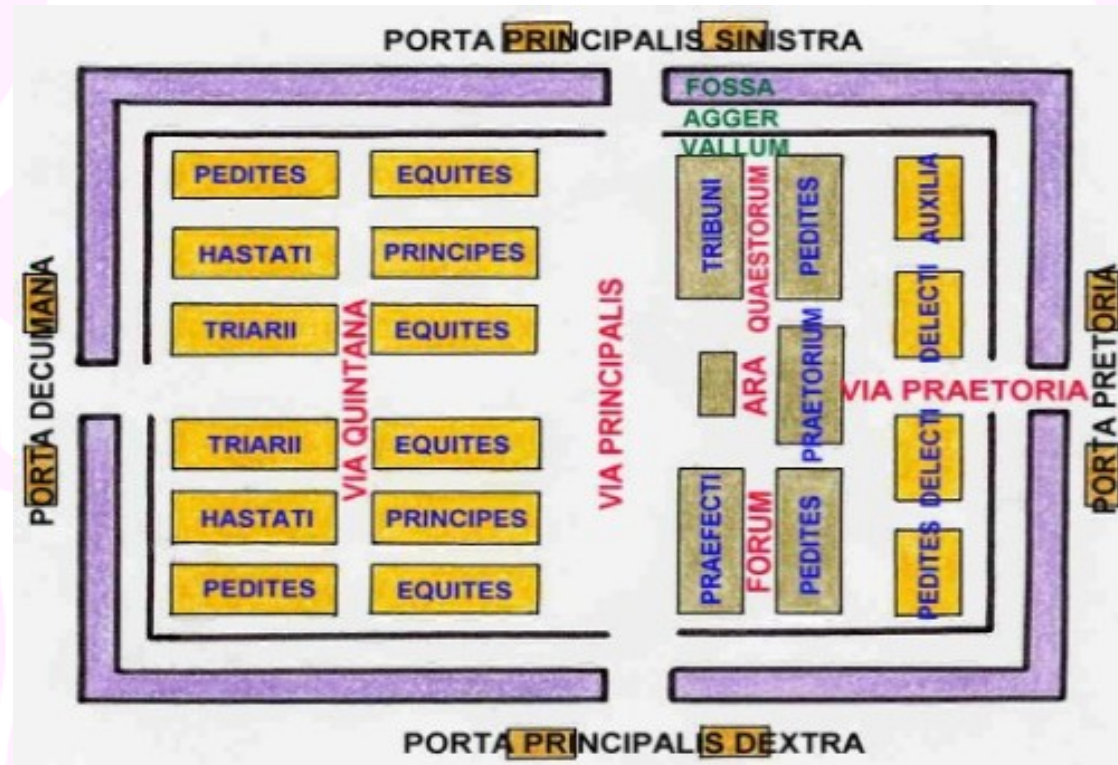 PORTA PRINCIPALIS SINISTRA
FOSSA
AGGER
VALLUM
PEDITES
EQUITES
HASTATI
PRINCIPES
TRIARII
EQUITES
TRIARII
EQUITES
HASTATI
PRINCIPES
PEDITES
EQUITES
PORTA DECUMANA
VIA QUINTANA
VIA PRINCIPALIS
TRIBUNI
QUAESTORUM
PEDITES
ARA
PRAETORIUM
PRAEFECTI
FORUM
PEDITES
AUXILIA
DELECTI
VIA PRAETORIA
DELECTI
PEDITES
PORTA PRETORIA
PORTA PRINCIPALIS DEXTRA